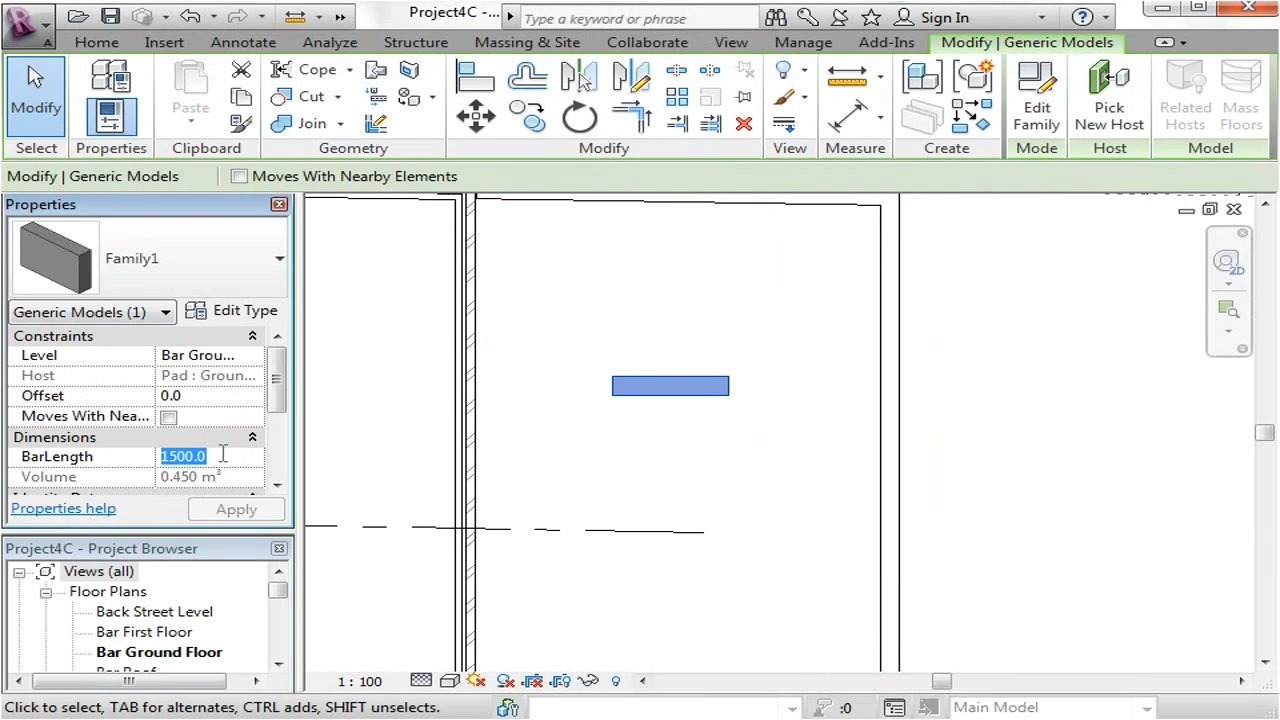 Project4C -...
Type a keyword or phrase
Sign In
Home
Insert
Annotate
Analyze
Structure
Massing & Site
Collaborate
View
Manage
Add-Ins
Modify | Generic Models
Modify
Paste
Cope
Cut
Join
Edit
Family
Pick
New Host
Related
Hosts
Mass
Floors
Select
Properties
Clipboard
Geometry
Modify
View
Measure
Create
Mode
Host
Model
Modify | Generic Models
Moves With Nearby Elements
Properties
Family1
Generic Models (1)
Edit Type
Constraints
Level
Bar Grou...
Host
Pad : Groun...
Offset
0.0
Moves With Nea...
Dimensions
BarLength
1500.0
Volume
0.450 m³
Properties help
Apply
Project4C - Project Browser
Views (all)
Floor Plans
Back Street Level
Bar First Floor
Bar Ground Floor
Bar Roof
1 : 100
2D
Click to select, TAB for alternates, CTRL adds, SHIFT unselects.
:0
Main Model